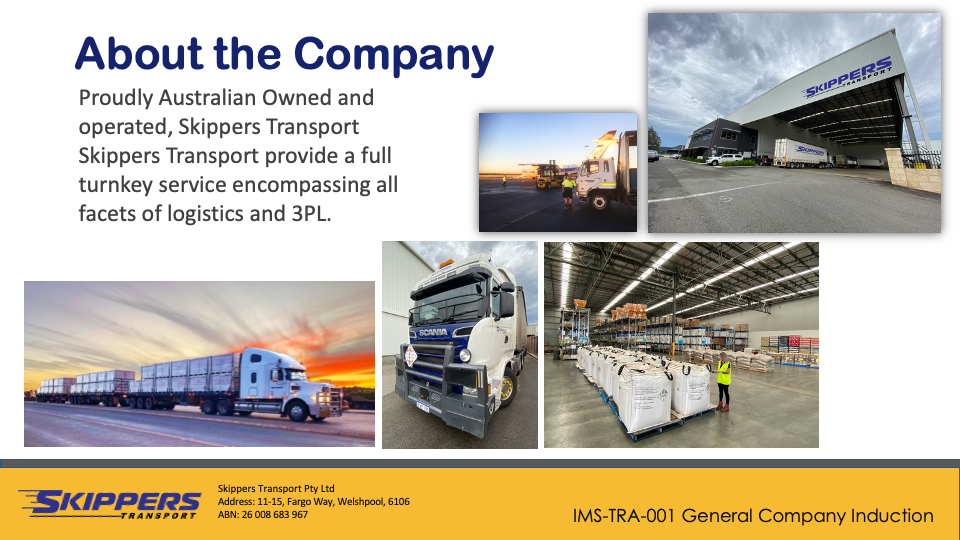 About the Company
Proudly Australian Owned and
operated, Skippers Transport
Skippers Transport provide a full
turnkey service encompassing all
facets of logistics and 3PL.
SKIPPERS
TRANSPORT
SKIPPERS
SCANIA
SKIPPERS
TRANSPORT
Skippers Transport Pty Ltd
Address: 11-15, Fargo Way, Welshpool, 6106
ABN: 26 008 683 967
IMS-TRA-001 General Company Induction